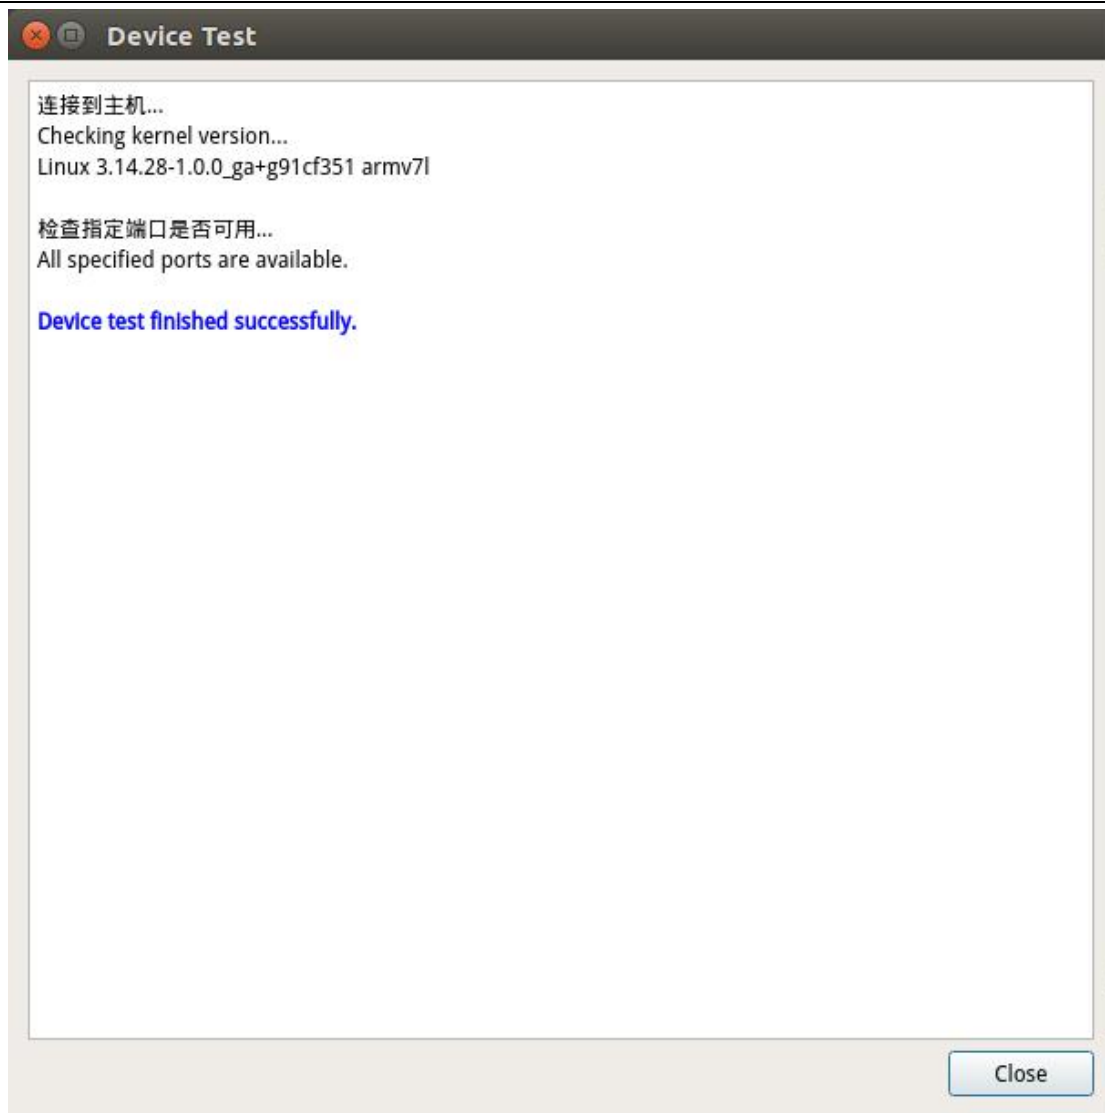 Device Test
连接到主机...
Checking kernel version...
Linux 3.14.28-1.0.0_ga+g91cf351 armv7l
检查指定端口是否可用...
All specified ports are available.
Device test finished successfully.
Close